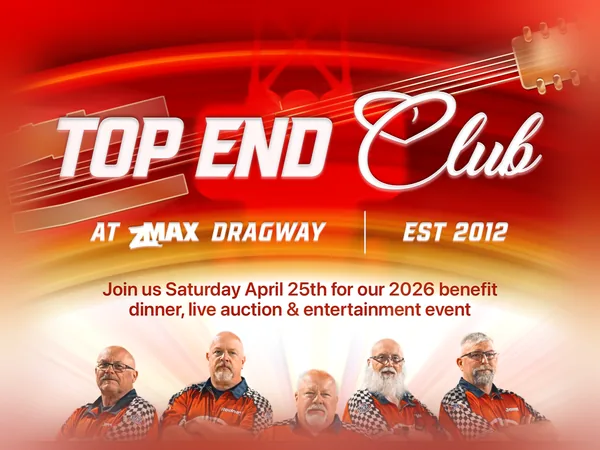 TOP END Club
AT ZMAX DRAGWAY | EST 2012
Join us Saturday April 25th for our 2026 benefit
dinner, live auction & entertainment event